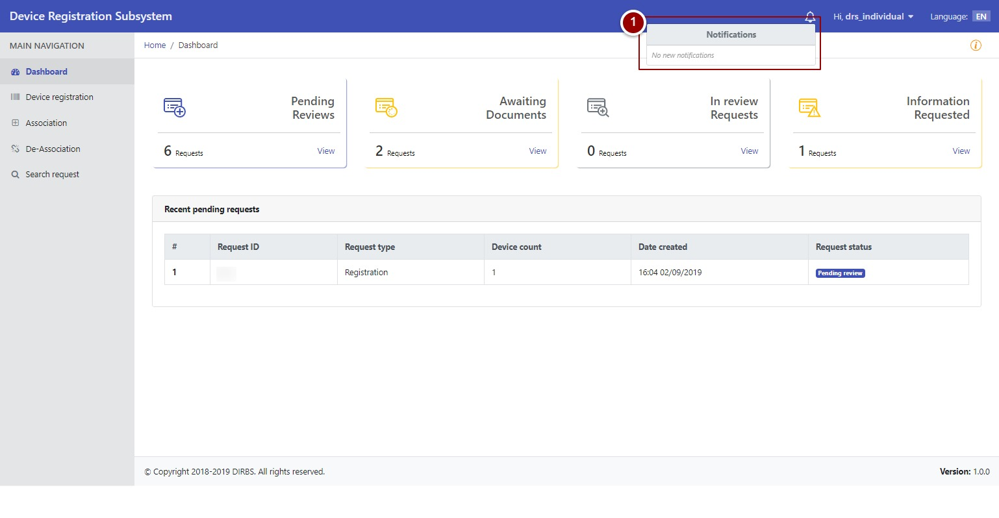 Device Registration Subsystem
1
Hi, drs_individual
Language: EN
Notifications
No new notifications
MAIN NAVIGATION
Dashboard
Device registration
Association
De-Association
Search request
Home / Dashboard
i
Pending
Reviews
6 Requests
View
Awaiting
Documents
2 Requests
View
In review
Requests
0 Requests
View
Information
Requested
1 Requests
View
Recent pending requests
# Request ID Request type Device count Date created Request status
1 Registration 1 16:04 02/09/2019 Pending review
© Copyright 2018-2019 DIRBS. All rights reserved.
Version: 1.0.0